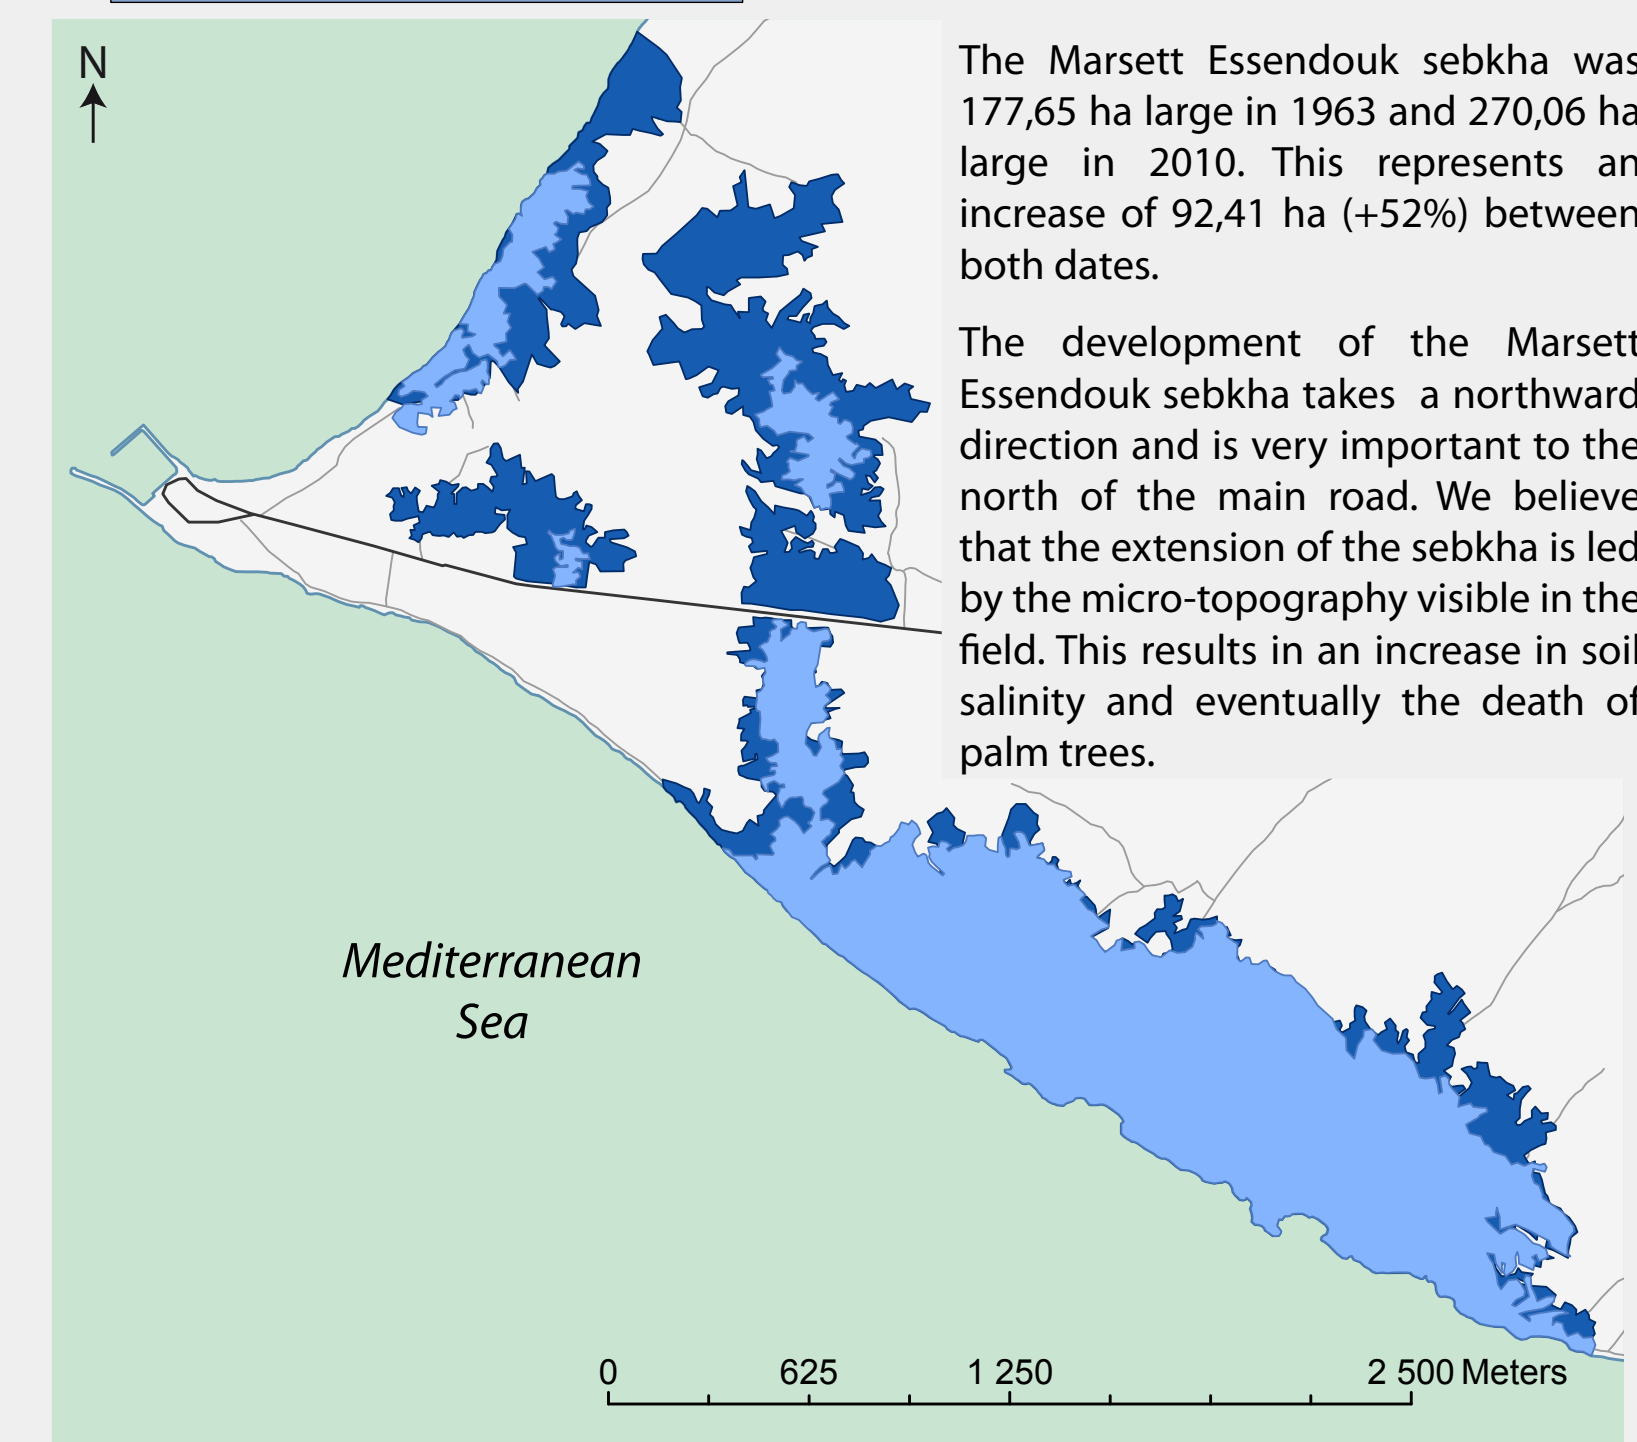 N
The Marsett Essendouk sebkha was
177,65 ha large in 1963 and 270,06 ha
large in 2010. This represents an
increase of 92,41 ha (+52%) between
both dates.
The development of the Marsett
Essendouk sebkha takes a northward
direction and is very important to the
north of the main road. We believe
that the extension of the sebkha is led
by the micro-topography visible in the
field. This results in an increase in soil
salinity and eventually the death of
palm trees.
Mediterranean
Sea
0 625 1 250 2 500 Meters